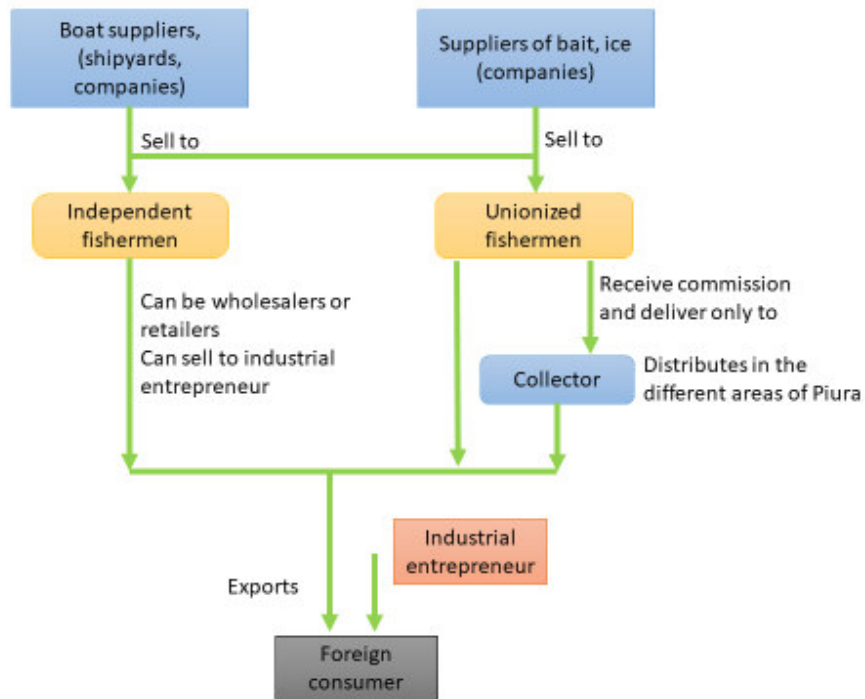 Boat suppliers,
(shipyards,
companies)
Suppliers of bait, ice
(companies)
Sell to
Sell to
Independent
fishermen
Unionized
fishermen
Can be wholesalers or
retailers
Can sell to industrial
entrepreneur
Receive commission
and deliver only to
Collector
Distributes in the
different areas of Piura
Industrial
entrepreneur
Exports
Foreign
consumer